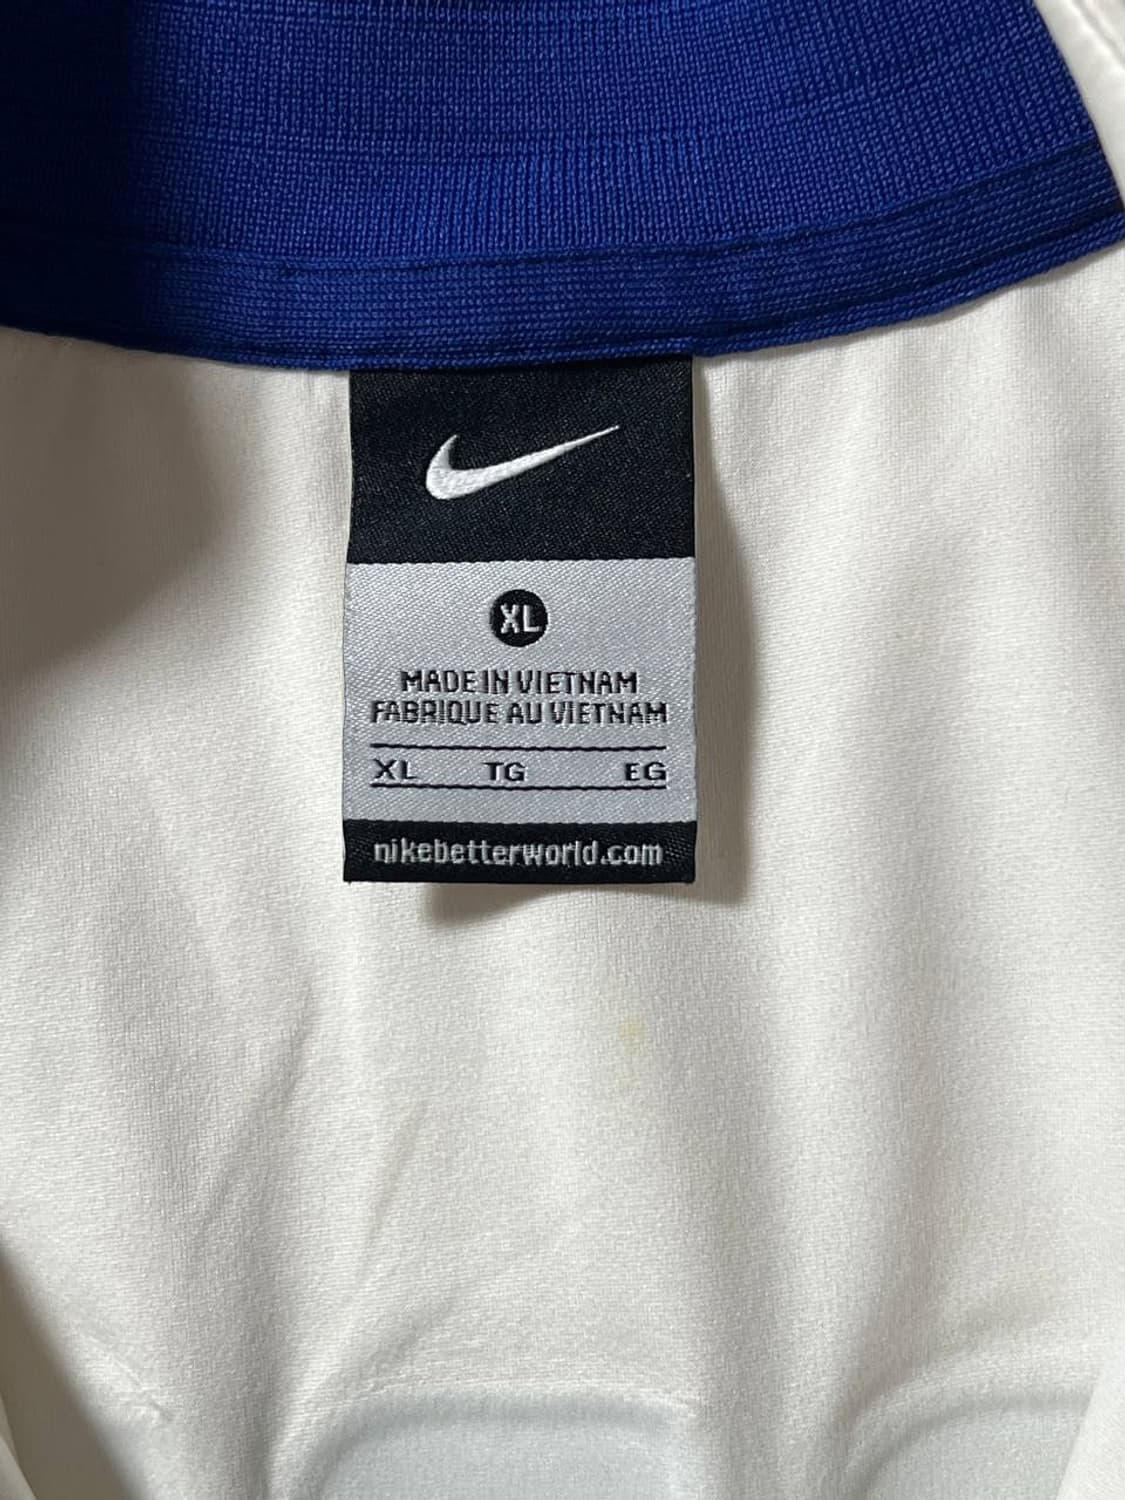 XL
MADE IN VIETNAM
FABRIQUE AU VIETNAM
XL TG EG
nikebetterworld.com